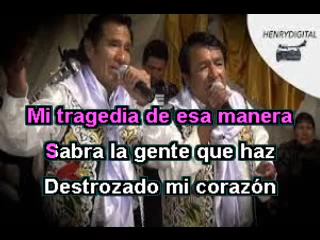 HENRYDIGITAL
Mi tragedia de esa manera
Sabra la gente que haz
Destrozado mi corazón